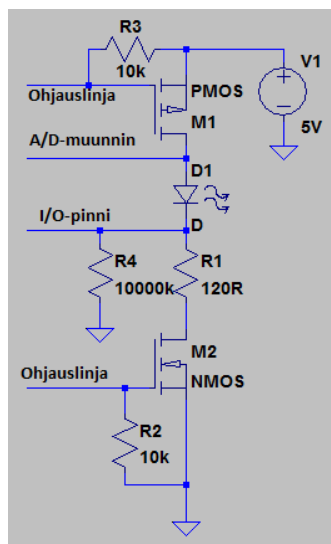 R3
10k
V1
Ohjauslinja
PMOS
M1
A/D-muunnin
5V
D1
I/O-pinni
D
R4
R1
10000k
120R
M2
Ohjauslinja
NMOS
R2
10k